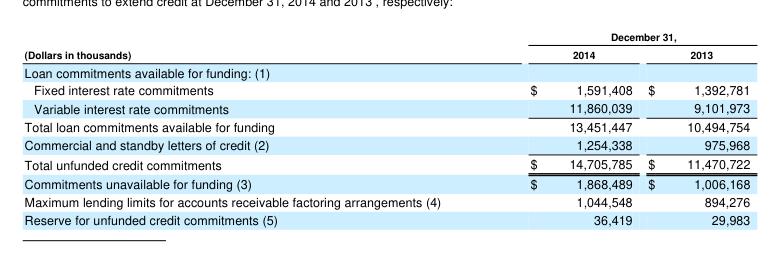 commitments to extend credit at December 31, 2014 and 2013 , respectively:
December 31,
(Dollars in thousands) 2014 2013
Loan commitments available for funding: (1)
Fixed interest rate commitments $ 1,591,408 $ 1,392,781
Variable interest rate commitments 11,860,039 9,101,973
Total loan commitments available for funding 13,451,447 10,494,754
Commercial and standby letters of credit (2) 1,254,338 975,968
Total unfunded credit commitments $ 14,705,785 $ 11,470,722
Commitments unavailable for funding (3) $ 1,868,489 $ 1,006,168
Maximum lending limits for accounts receivable factoring arrangements (4) 1,044,548 894,276
Reserve for unfunded credit commitments (5) 36,419 29,983